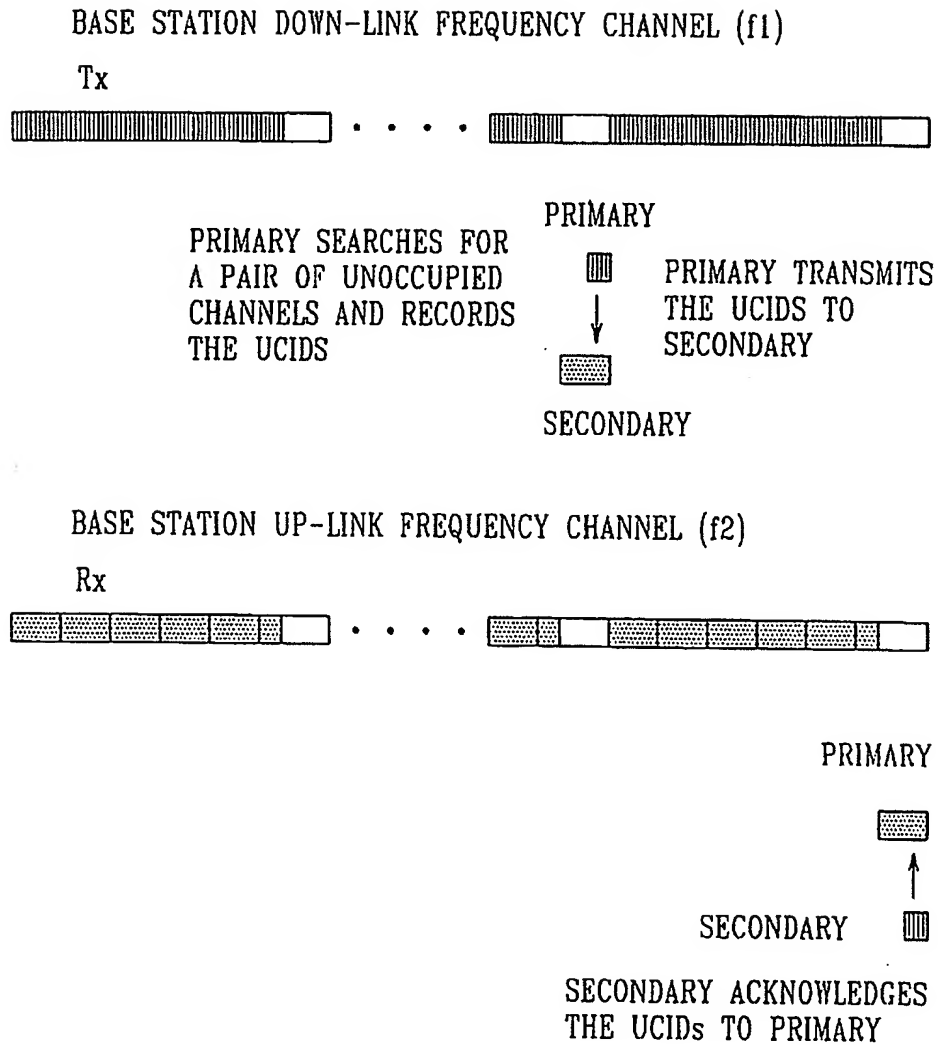 BASE STATION DOWN-LINK FREQUENCY CHANNEL (f1)
Tx
PRIMARY SEARCHES FOR
A PAIR OF UNOCCUPIED
CHANNELS AND RECORDS
THE UCIDS
PRIMARY
PRIMARY TRANSMITS
THE UCIDS TO
SECONDARY
SECONDARY
BASE STATION UP-LINK FREQUENCY CHANNEL (f2)
Rx
PRIMARY
SECONDARY
SECONDARY ACKNOWLEDGES
THE UCIDs TO PRIMARY